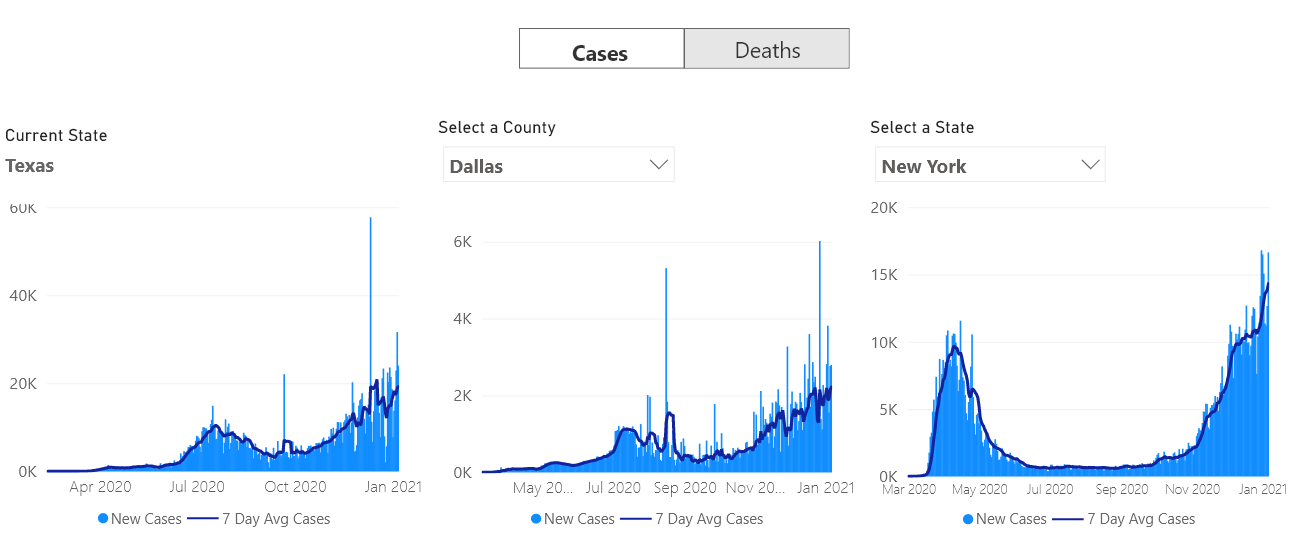 Cases Deaths
Current State
Texas
Select a County
Dallas
Select a State
New York
60K
40K
20K
0K
Apr 2020 Jul 2020 Oct 2020 Jan 2021
New Cases 7 Day Avg Cases
6K
4K
2K
0K
May 20... Jul 2020 Sep 2020 Nov 20... Jan 2021
New Cases 7 Day Avg Cases
20K
15K
10K
5K
0K
Mar 2020 May 2020 Jul 2020 Sep 2020 Nov 2020 Jan 2021
New Cases 7 Day Avg Cases